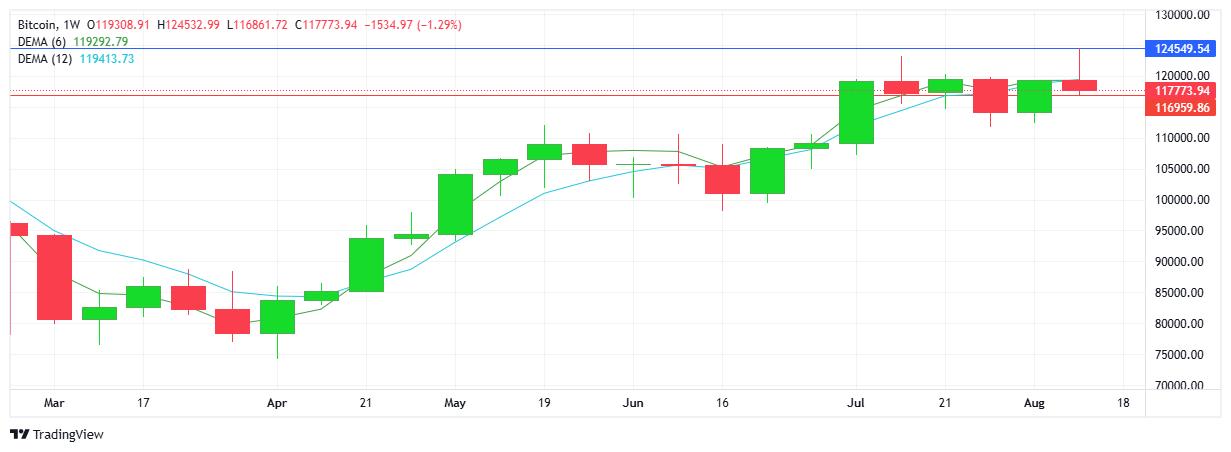 Bitcoin, 1W O119308.91 H124532.99 L116861.72 C117773.94 −1534.97 (−1.29%)
DEMA (6) 119292.79
DEMA (12) 119413.73
130000.00
124549.54
120000.00
117773.94
116959.86
110000.00
105000.00
100000.00
95000.00
90000.00
85000.00
80000.00
75000.00
70000.00
Mar 17 Apr 21 May 19 Jun 16 Jul 21 Aug 18
TradingView